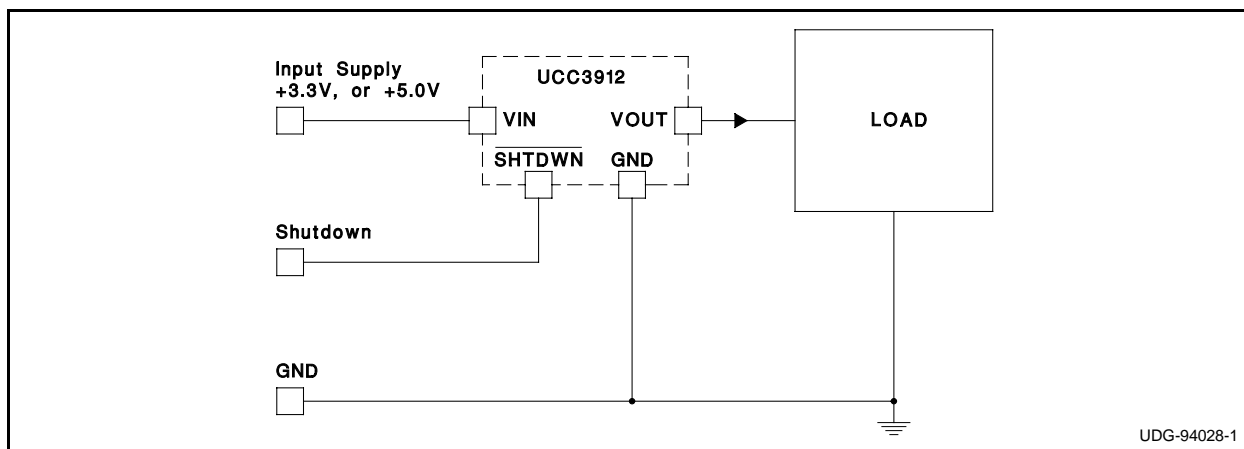 Input Supply
+3.3V, or +5.0V
UCC3912
VIN
VOUT
SHTDWN
GND
LOAD
Shutdown
GND
UDG-94028-1